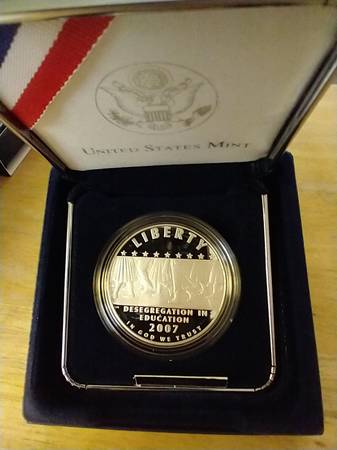 UNITED STATES MINT
LIBERTY
DESEGREGATION IN
EDUCATION
2007
IN GOD WE TRUST